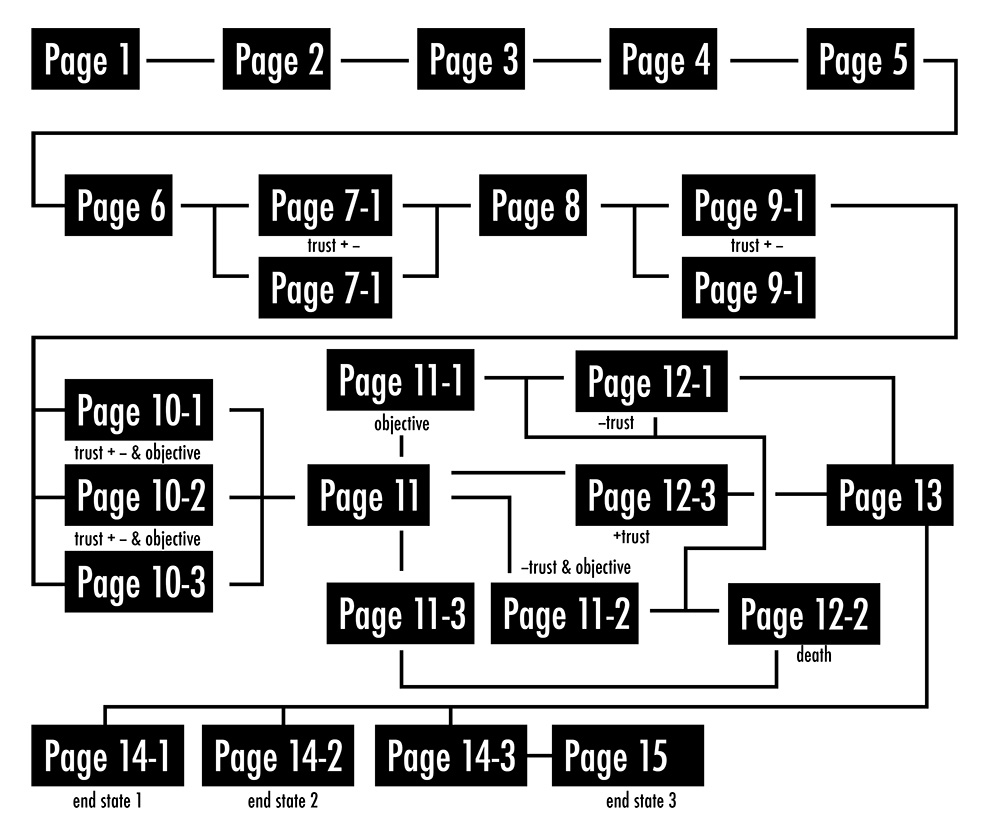 Page 1
Page 2
Page 3
Page 4
Page 5
Page 6
Page 7-1
trust + –
Page 7-1
Page 8
Page 9-1
trust + –
Page 9-1
Page 10-1
trust + – & objective
Page 10-2
trust + – & objective
Page 10-3
Page 11-1
objective
Page 11
Page 11-3
Page 12-1
–trust
Page 12-3
+trust
–trust & objective
Page 11-2
Page 12-2
death
Page 13
Page 14-1
end state 1
Page 14-2
end state 2
Page 14-3
Page 15
end state 3